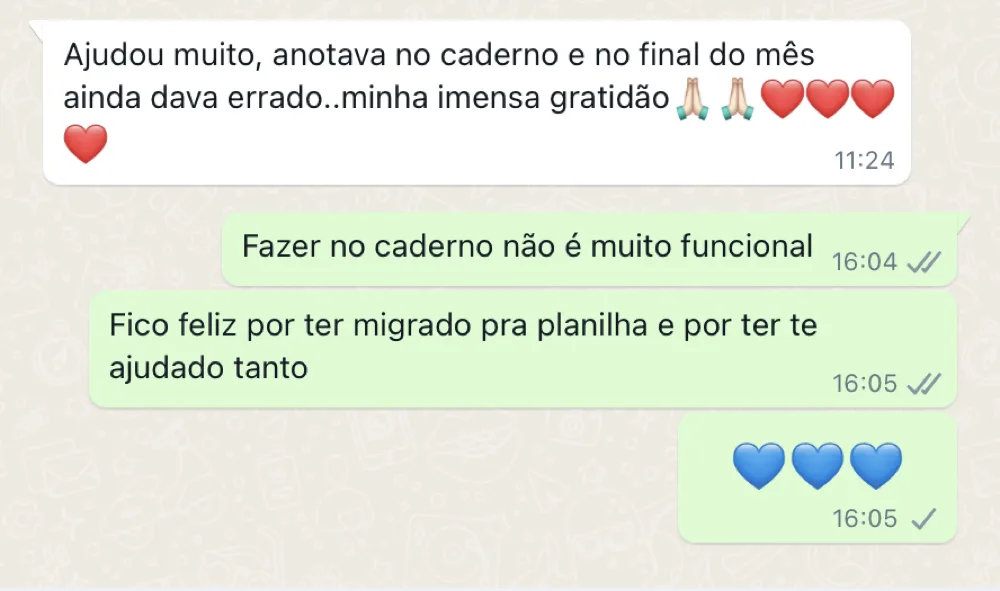 Ajudou muito, anotava no caderno e no final do mês
ainda dava errado..minha imensa gratidão🙏🏻🙏🏻❤️❤️❤️
❤️
11:24
Fazer no caderno não é muito funcional
16:04
Fico feliz por ter migrado pra planilha e por ter te
ajudado tanto
16:05
💙💙💙
16:05